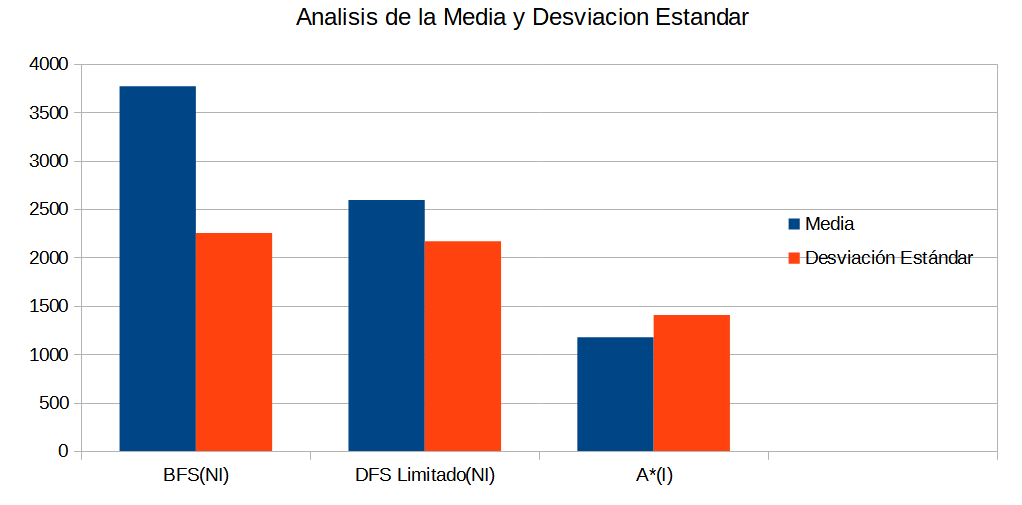 Analisis de la Media y Desviacion Estandar
4000
3500
3000
2500
2000
1500
1000
500
0
Media
Desviación Estándar
BFS(NI)
DFS Limitado(NI)
A*(I)